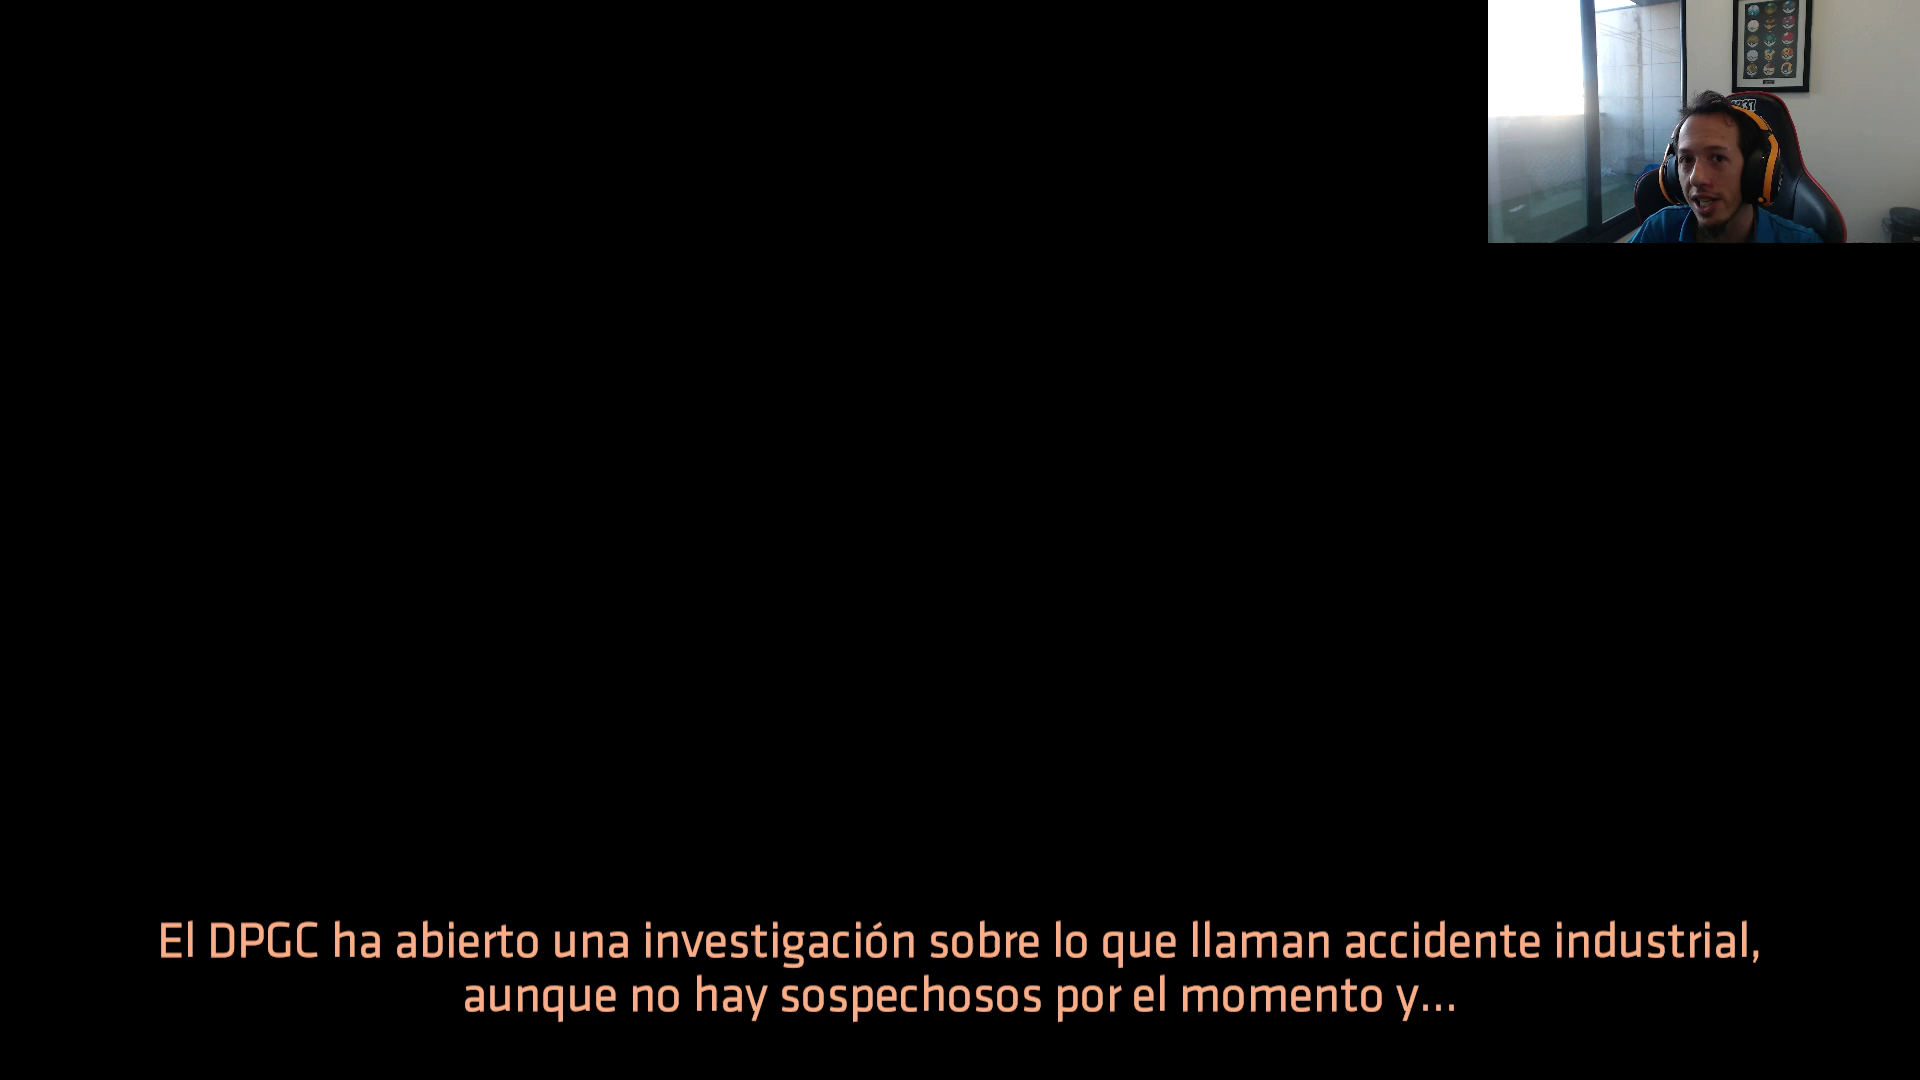 El DPGC ha abierto una investigación sobre lo que llaman accidente industrial,
aunque no hay sospechosos por el momento y...